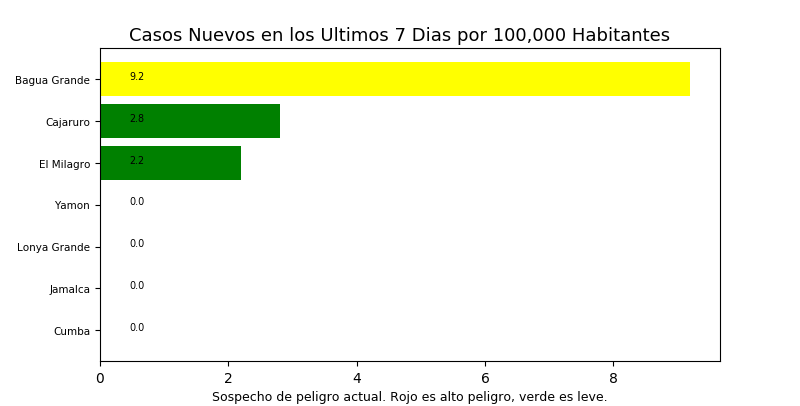 Casos Nuevos en los Ultimos 7 Dias por 100,000 Habitantes
Bagua Grande 9.2
Cajaruro 2.8
El Milagro 2.2
Yamon 0.0
Lonya Grande 0.0
Jamalca 0.0
Cumba 0.0
0 2 4 6 8
Sospecho de peligro actual. Rojo es alto peligro, verde es leve.